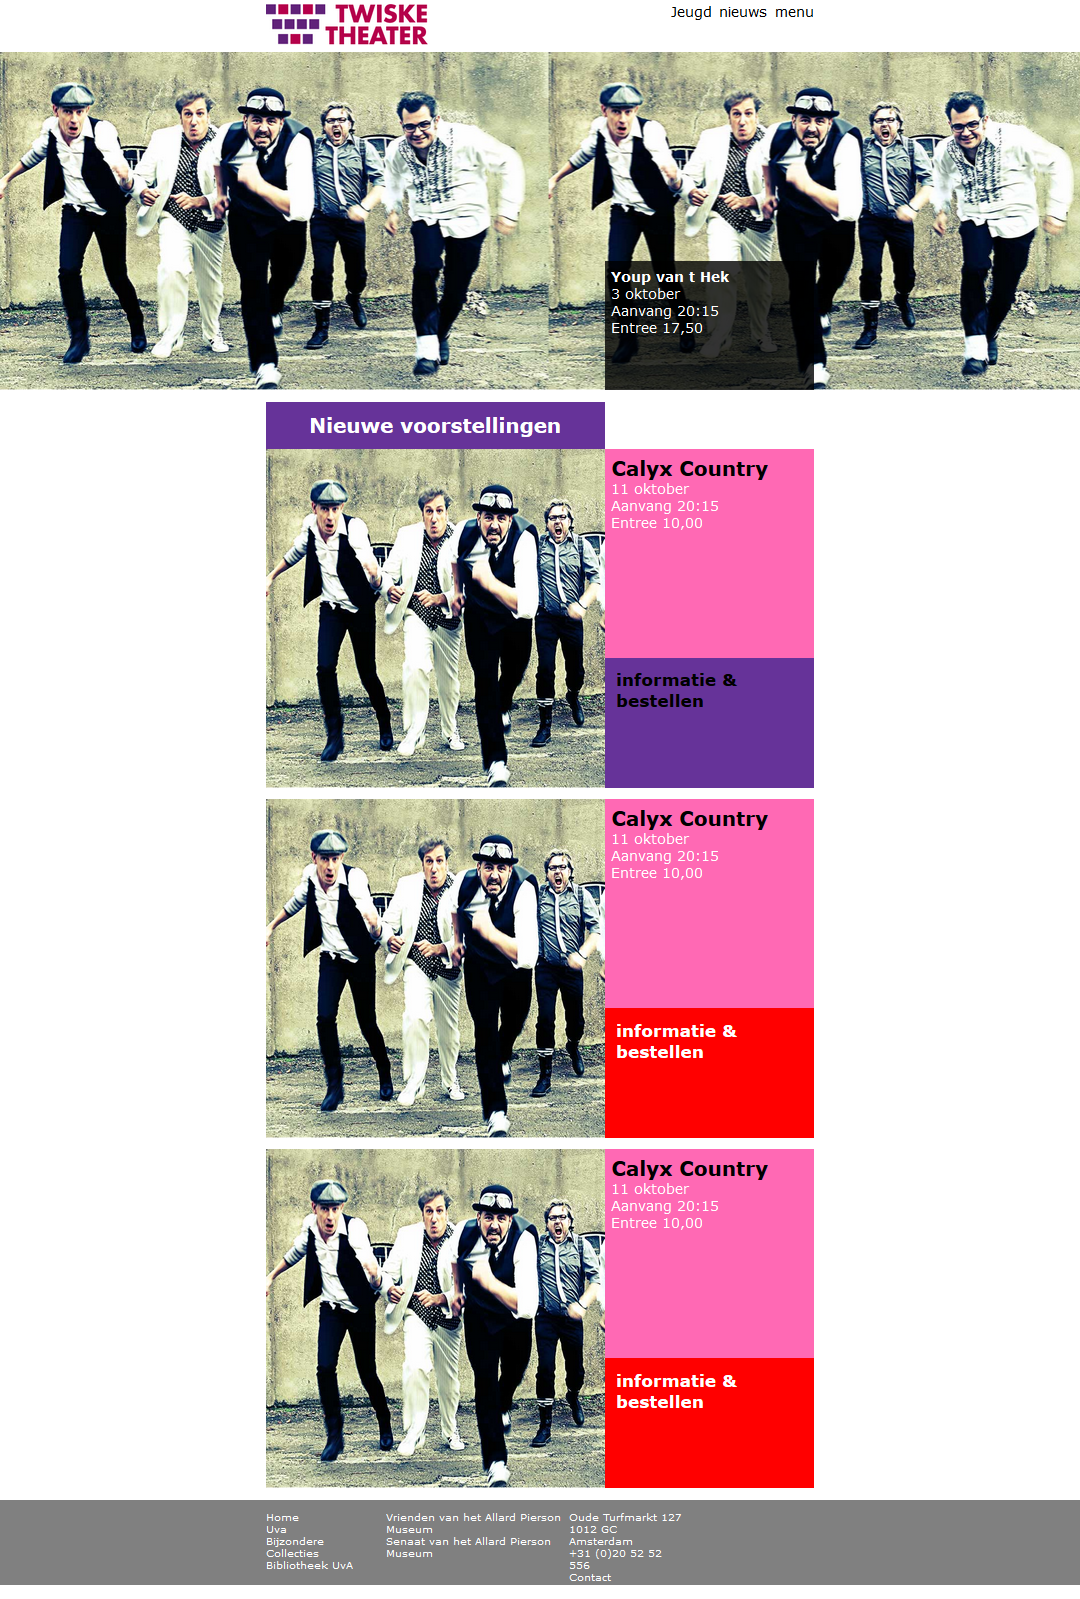 TWISKE
THEATER
Jeugd nieuws menu
Youp van t Hek
3 oktober
Aanvang 20:15
Entree 17,50
Nieuwe voorstellingen
Calyx Country
11 oktober
Aanvang 20:15
Entree 10,00
informatie &
bestellen
Calyx Country
11 oktober
Aanvang 20:15
Entree 10,00
informatie &
bestellen
Calyx Country
11 oktober
Aanvang 20:15
Entree 10,00
informatie &
bestellen
Home
Uva
Bijzondere
Collecties
Bibliotheek UvA
Vrienden van het Allard Pierson
Museum
Senaat van het Allard Pierson
Museum
Oude Turfmarkt 127
1012 GC
Amsterdam
+31 (0)20 52 52
556
Contact